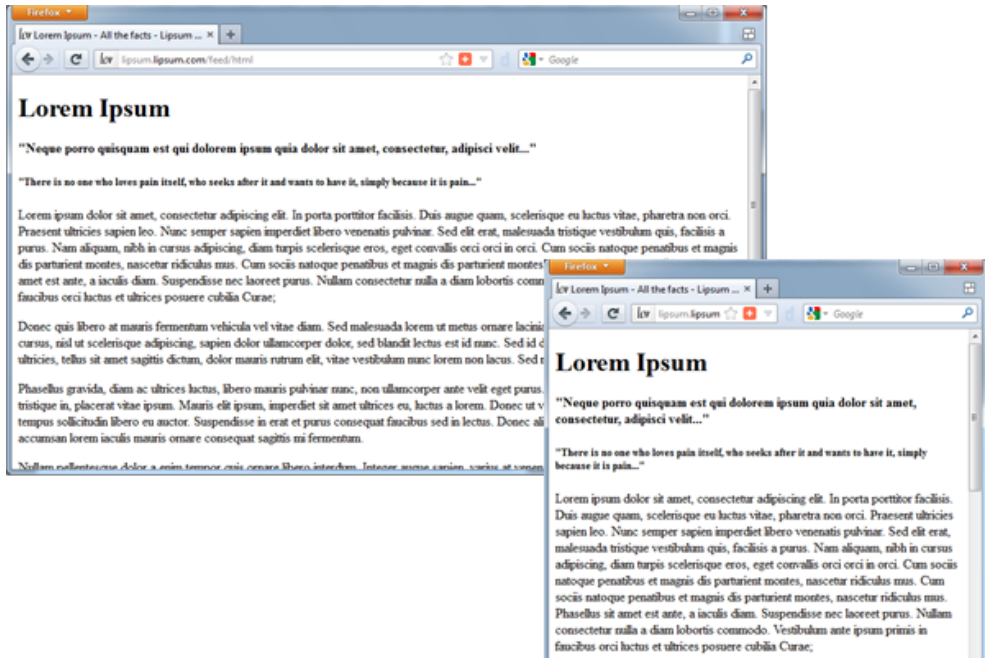 Firefox
Lorem Ipsum - All the facts - Lipsum ...
lipsum.lipsum.com/feed/html
Google
Lorem Ipsum
"Neque porro quisquam est qui dolorem ipsum quia dolor sit amet, consectetur, adipisci velit..."
"There is no one who loves pain itself, who seeks after it and wants to have it, simply because it is pain..."
Lorem ipsum dolor sit amet, consectetur adipiscing elit. In porta porttitor facilisis. Duis augue quam, scelerisque eu luctus vitae, pharetra non orci.
Praesent ultricies sapien leo. Nunc semper sapien imperdiet libero venenatis pulvinar. Sed elit erat, malesuada tristique vestibulum quis, facilisis a
purus. Nam aliquam, nibh in cursus adipiscing, diam turpis scelerisque eros, eget convallis orci orci in orci. Cum sociis natoque penatibus et magnis
dis parturient montes, nascetur ridiculus mus. Cum sociis natoque penatibus et magnis dis parturient montes
amet est ante, a iaculis diam. Suspendisse nec laoreet purus. Nullam consectetur nulla a diam lobortis comm
faucibus orci luctus et ultrices posuere cubilia Curae;
Donec quis libero at mauris fermentum vehicula vel vitae diam. Sed malesuada lorem ut metus ornare lacinia
cursus, nisl ut scelerisque adipiscing, sapien dolor ullamcorper dolor, sed blandit lectus est id nunc. Sed id
ultricies, tellus sit amet sagittis dictum, dolor mauris rutrum elit, vitae vestibulum nunc lorem non lacus. Sed
Phasellus gravida, diam ac ultrices luctus, libero mauris pulvinar nunc, non ullamcorper ante velit eget purus.
tristique in, placerat vitae ipsum. Mauris elit ipsum, imperdiet sit amet ultrices eu, luctus a lorem. Donec ut v
tempus sollicitudin libero eu auctor. Suspendisse in erat et purus consequat faucibus sed in lectus. Donec ali
accumsan lorem iaculis mauris ornare consequat sagittis mi fermentum.
Nullam pellentesque dolor a enim tempor quis ornare libero interdum. Integer augue sapien, varius at venen
Firefox
Lorem Ipsum - All the facts - Lipsum ...
lipsum.lipsum
Google
Lorem Ipsum
"Neque porro quisquam est qui dolorem ipsum quia dolor sit amet,
consectetur, adipisci velit..."
"There is no one who loves pain itself, who seeks after it and wants to have it, simply
because it is pain..."
Lorem ipsum dolor sit amet, consectetur adipiscing elit. In porta porttitor facilisis.
Duis augue quam, scelerisque eu luctus vitae, pharetra non orci. Praesent ultricies
sapien leo. Nunc semper sapien imperdiet libero venenatis pulvinar. Sed elit erat,
malesuada tristique vestibulum quis, facilisis a purus. Nam aliquam, nibh in cursus
adipiscing, diam turpis scelerisque eros, eget convallis orci orci in orci. Cum sociis
natoque penatibus et magnis dis parturient montes, nascetur ridiculus mus. Cum
sociis natoque penatibus et magnis dis parturient montes, nascetur ridiculus mus.
Phasellus sit amet est ante, a iaculis diam. Suspendisse nec laoreet purus. Nullam
consectetur nulla a diam lobortis commodo. Vestibulum ante ipsum primis in
faucibus orci luctus et ultrices posuere cubilia Curae;